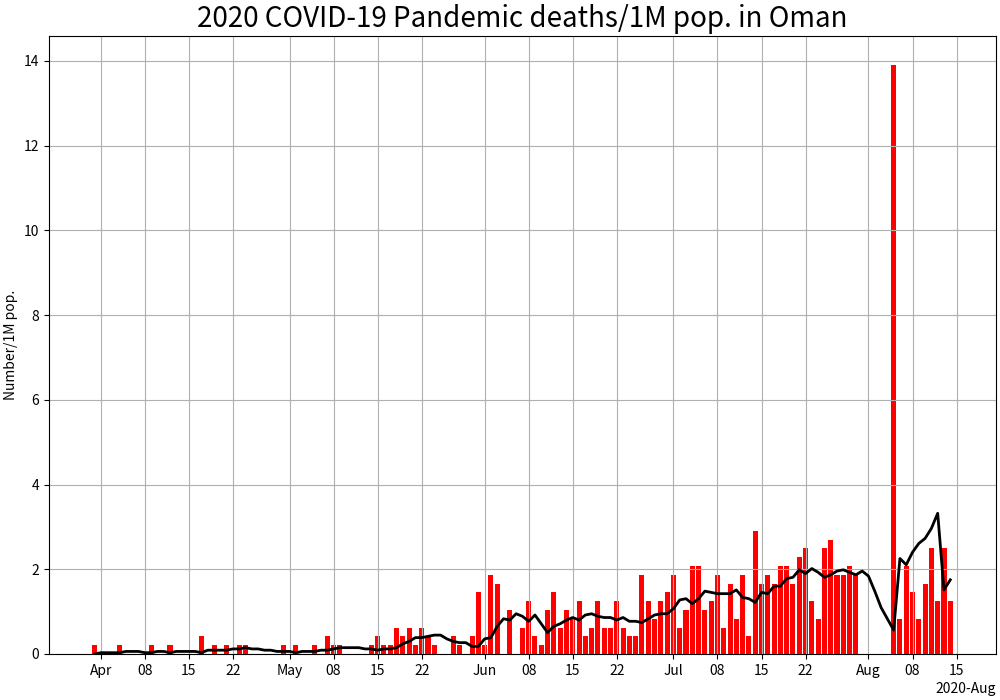 2020 COVID-19 Pandemic deaths/1M pop. in Oman
14
12
10
8
6
4
2
0
Number/1M pop.
Apr 08 15 22 May 08 15 22 Jun 08 15 22 Jul 08 15 22 Aug 08 15
2020-Aug